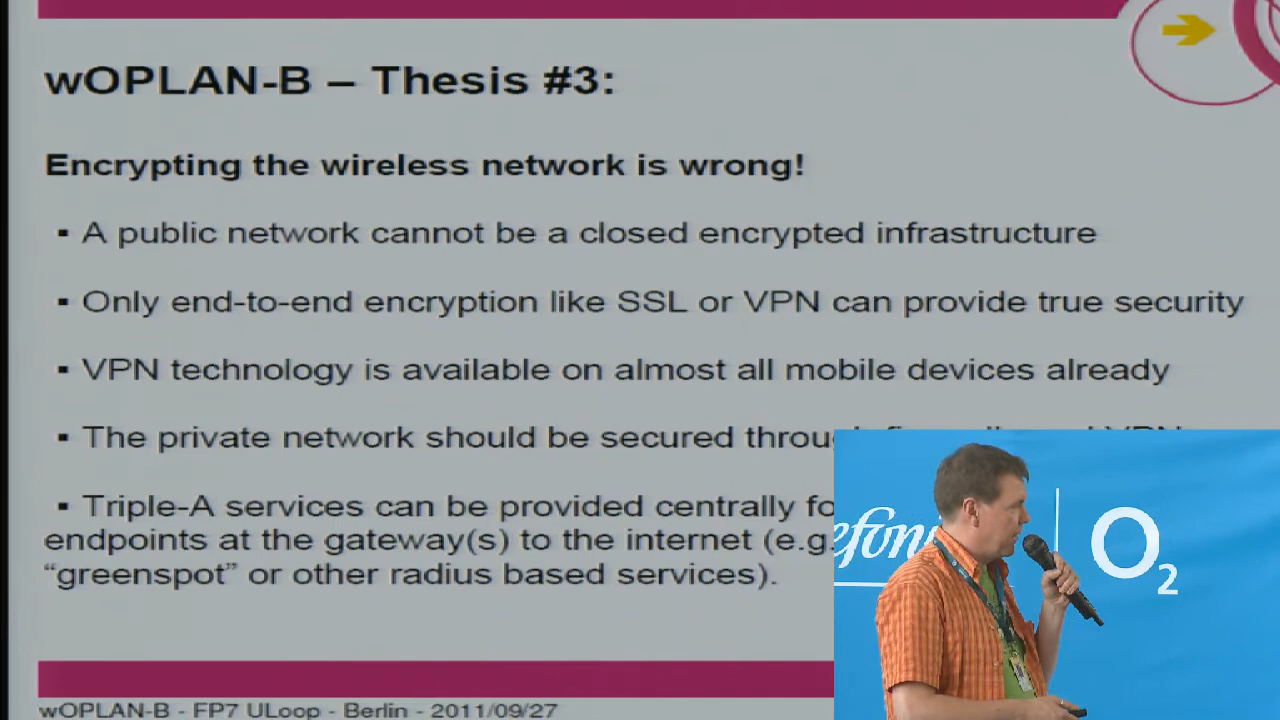 wOPLAN-B – Thesis #3:
Encrypting the wireless network is wrong!
▪ A public network cannot be a closed encrypted infrastructure
▪ Only end-to-end encryption like SSL or VPN can provide true security
▪ VPN technology is available on almost all mobile devices already
▪ The private network should be secured
▪ Triple-A services can be provided centrally
endpoints at the gateway(s) to the internet (e.g.
“greenspot” or other radius based services).
O2
wOPLAN-B - FP7 ULoop - Berlin - 2011/09/27